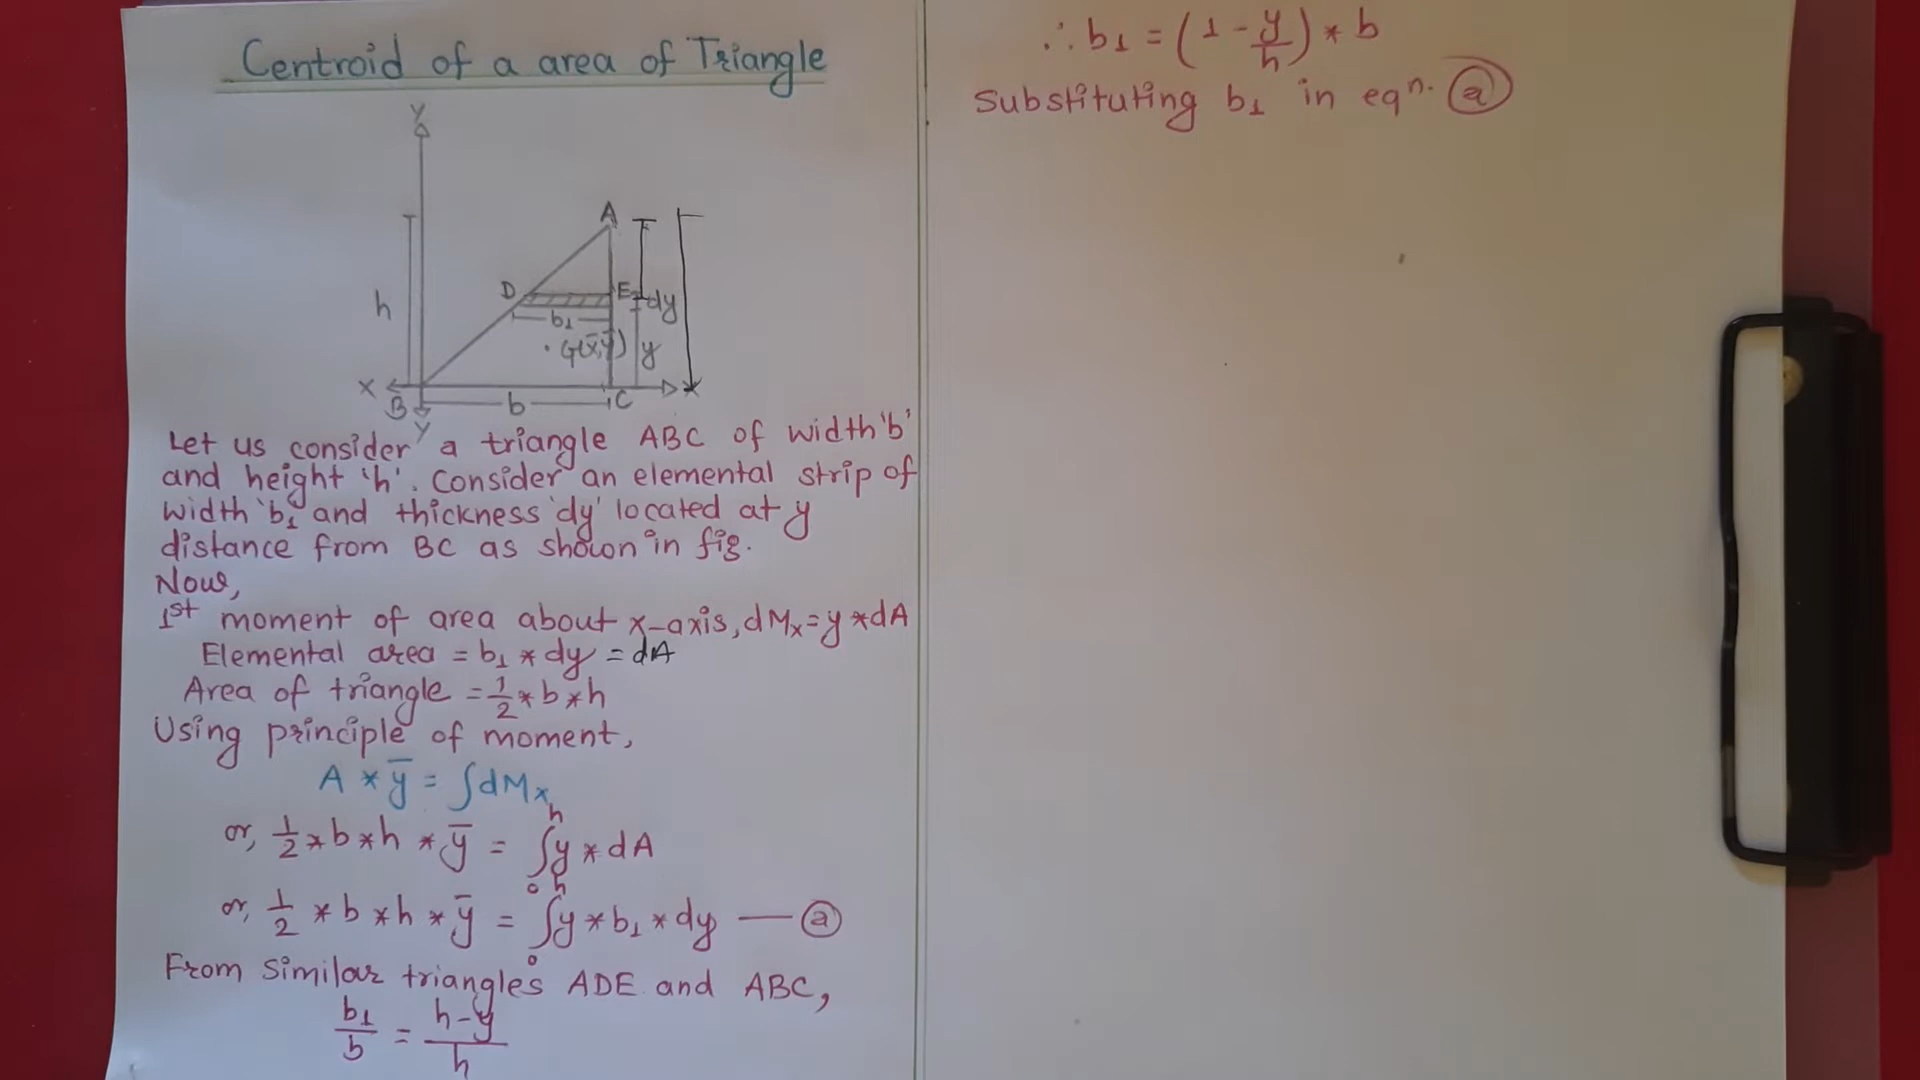 Centroid of a area of Triangle
Y
A
h
D
E
dy
b₁
G(x̄,ȳ)
y
X
B
b
C
X
Y
Let us consider a triangle ABC of width 'b'
and height 'h'. Consider an elemental strip of
width 'b₁' and thickness 'dy' located at y
distance from BC as shown in fig.
Now,
1st moment of area about x-axis, dMₓ = y * dA
Elemental area = b₁ * dy = dA
Area of triangle = 1/2 * b * h
Using principle of moment,
A * ȳ = ∫dMₓ
or, 1/2 * b * h * ȳ = ∫₀ʰ y * dA
or, 1/2 * b * h * ȳ = ∫₀ʰ y * b₁ * dy — ⓐ
From similar triangles ADE and ABC,
b₁/b = (h-y)/h
∴ b₁ = (1 - y/h) * b
Substituting b₁ in eqn. ⓐ